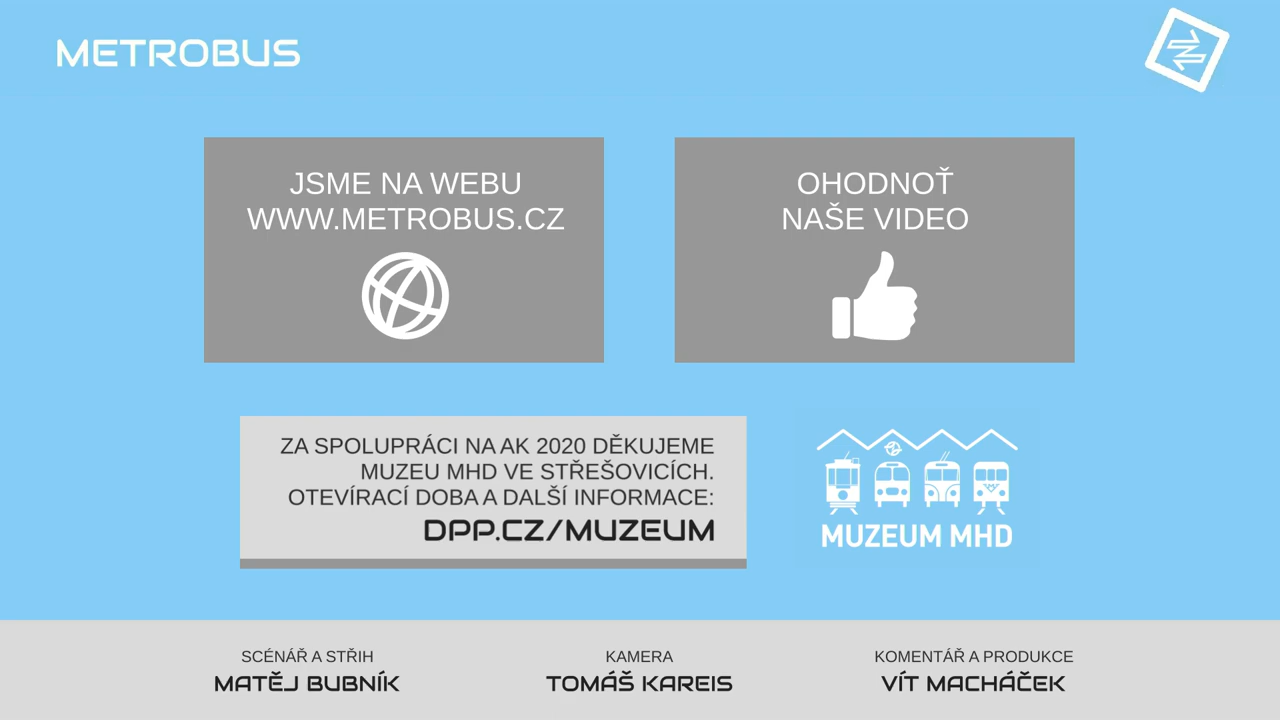 METROBUS
JSME NA WEBU
WWW.METROBUS.CZ
OHODNOŤ
NAŠE VIDEO
ZA SPOLUPRÁCI NA AK 2020 DĚKUJEME
MUZEU MHD VE STŘEŠOVICÍCH.
OTEVÍRACÍ DOBA A DALŠÍ INFORMACE:
DPP.CZ/MUZEUM
MUZEUM MHD
SCÉNÁŘ A STŘIH
MATĚJ BUBNÍK
KAMERA
TOMÁŠ KAREIS
KOMENTÁŘ A PRODUKCE
VÍT MACHÁČEK